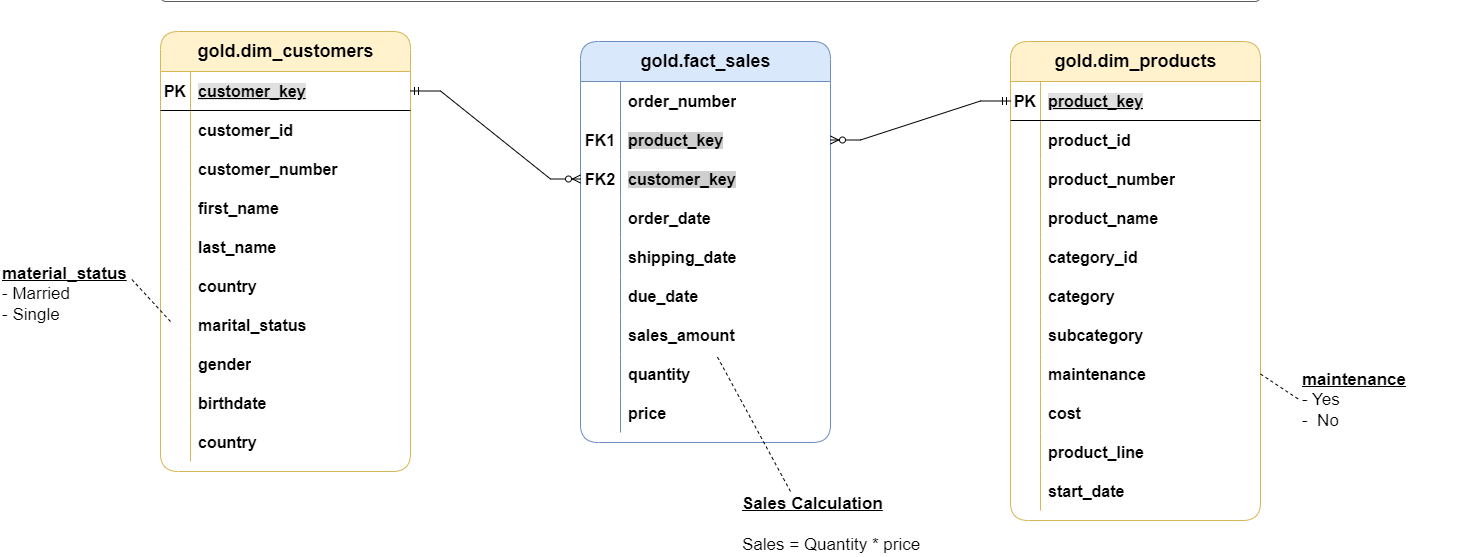 gold.dim_customers
PK customer_key
customer_id
customer_number
first_name
last_name
country
marital_status
gender
birthdate
country
material_status
- Married
- Single
gold.fact_sales
order_number
FK1 product_key
FK2 customer_key
order_date
shipping_date
due_date
sales_amount
quantity
price
Sales Calculation
Sales = Quantity * price
gold.dim_products
PK product_key
product_id
product_number
product_name
category_id
category
subcategory
maintenance
cost
product_line
start_date
maintenance
- Yes
- No